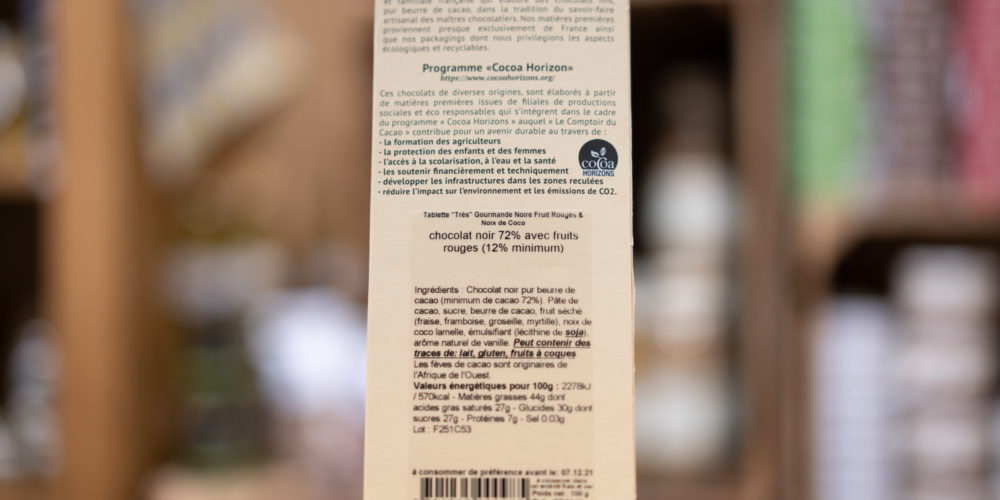 et familiale française qui élabore des chocolats fins,
pur beurre de cacao, dans la tradition du savoir-faire
artisanal des maîtres chocolatiers. Nos matières premières
proviennent presque exclusivement de France ainsi
que nos packagings dont nous privilegions les aspects
écologiques et recyclables.
Programme «Cocoa Horizon»
https://www.cocoahorizons.org/
Ces chocolats de diverses origines, sont élaborés à partir
de matières premières issues de filiales de productions
sociales et éco responsables qui s'intègrent dans le cadre
du programme « Cocoa Horizons » auquel « Le Comptoir du
Cacao » contribue pour un avenir durable au travers de :
- la formation des agriculteurs
- la protection des enfants et des femmes
- l'accès à la scolarisation, à l'eau et la santé
- les soutenir financièrement et techniquement
- développer les infrastructures dans les zones reculées
- réduire l'impact sur l'environnement et les émissions de CO2.
cocoa
HORIZONS
Tablette "Très" Gourmande Noire Fruit Rouges &
Noix de Coco
chocolat noir 72% avec fruits
rouges (12% minimum)
Ingrédients : Chocolat noir pur beurre de
cacao (minimum de cacao 72%). Pâte de
cacao, sucre, beurre de cacao, fruit séché
(fraise, framboise, groseille, myrtille), noix de
coco lamelle, émulsifiant (lécithine de soja),
arôme naturel de vanille. Peut contenir des
traces de: lait, gluten, fruits à coques
Les fèves de cacao sont originaires de
l'Afrique de l'Ouest.
Valeurs énergétiques pour 100g : 2278kJ
/ 570kcal - Matières grasses 44g dont
acides gras saturés 27g - Glucides 30g dont
sucres 27g - Protéines 7g - Sel 0.03g
Lot : F251C53
à consommer de préférence avant le: 07.12.21
Poids net : 100 g